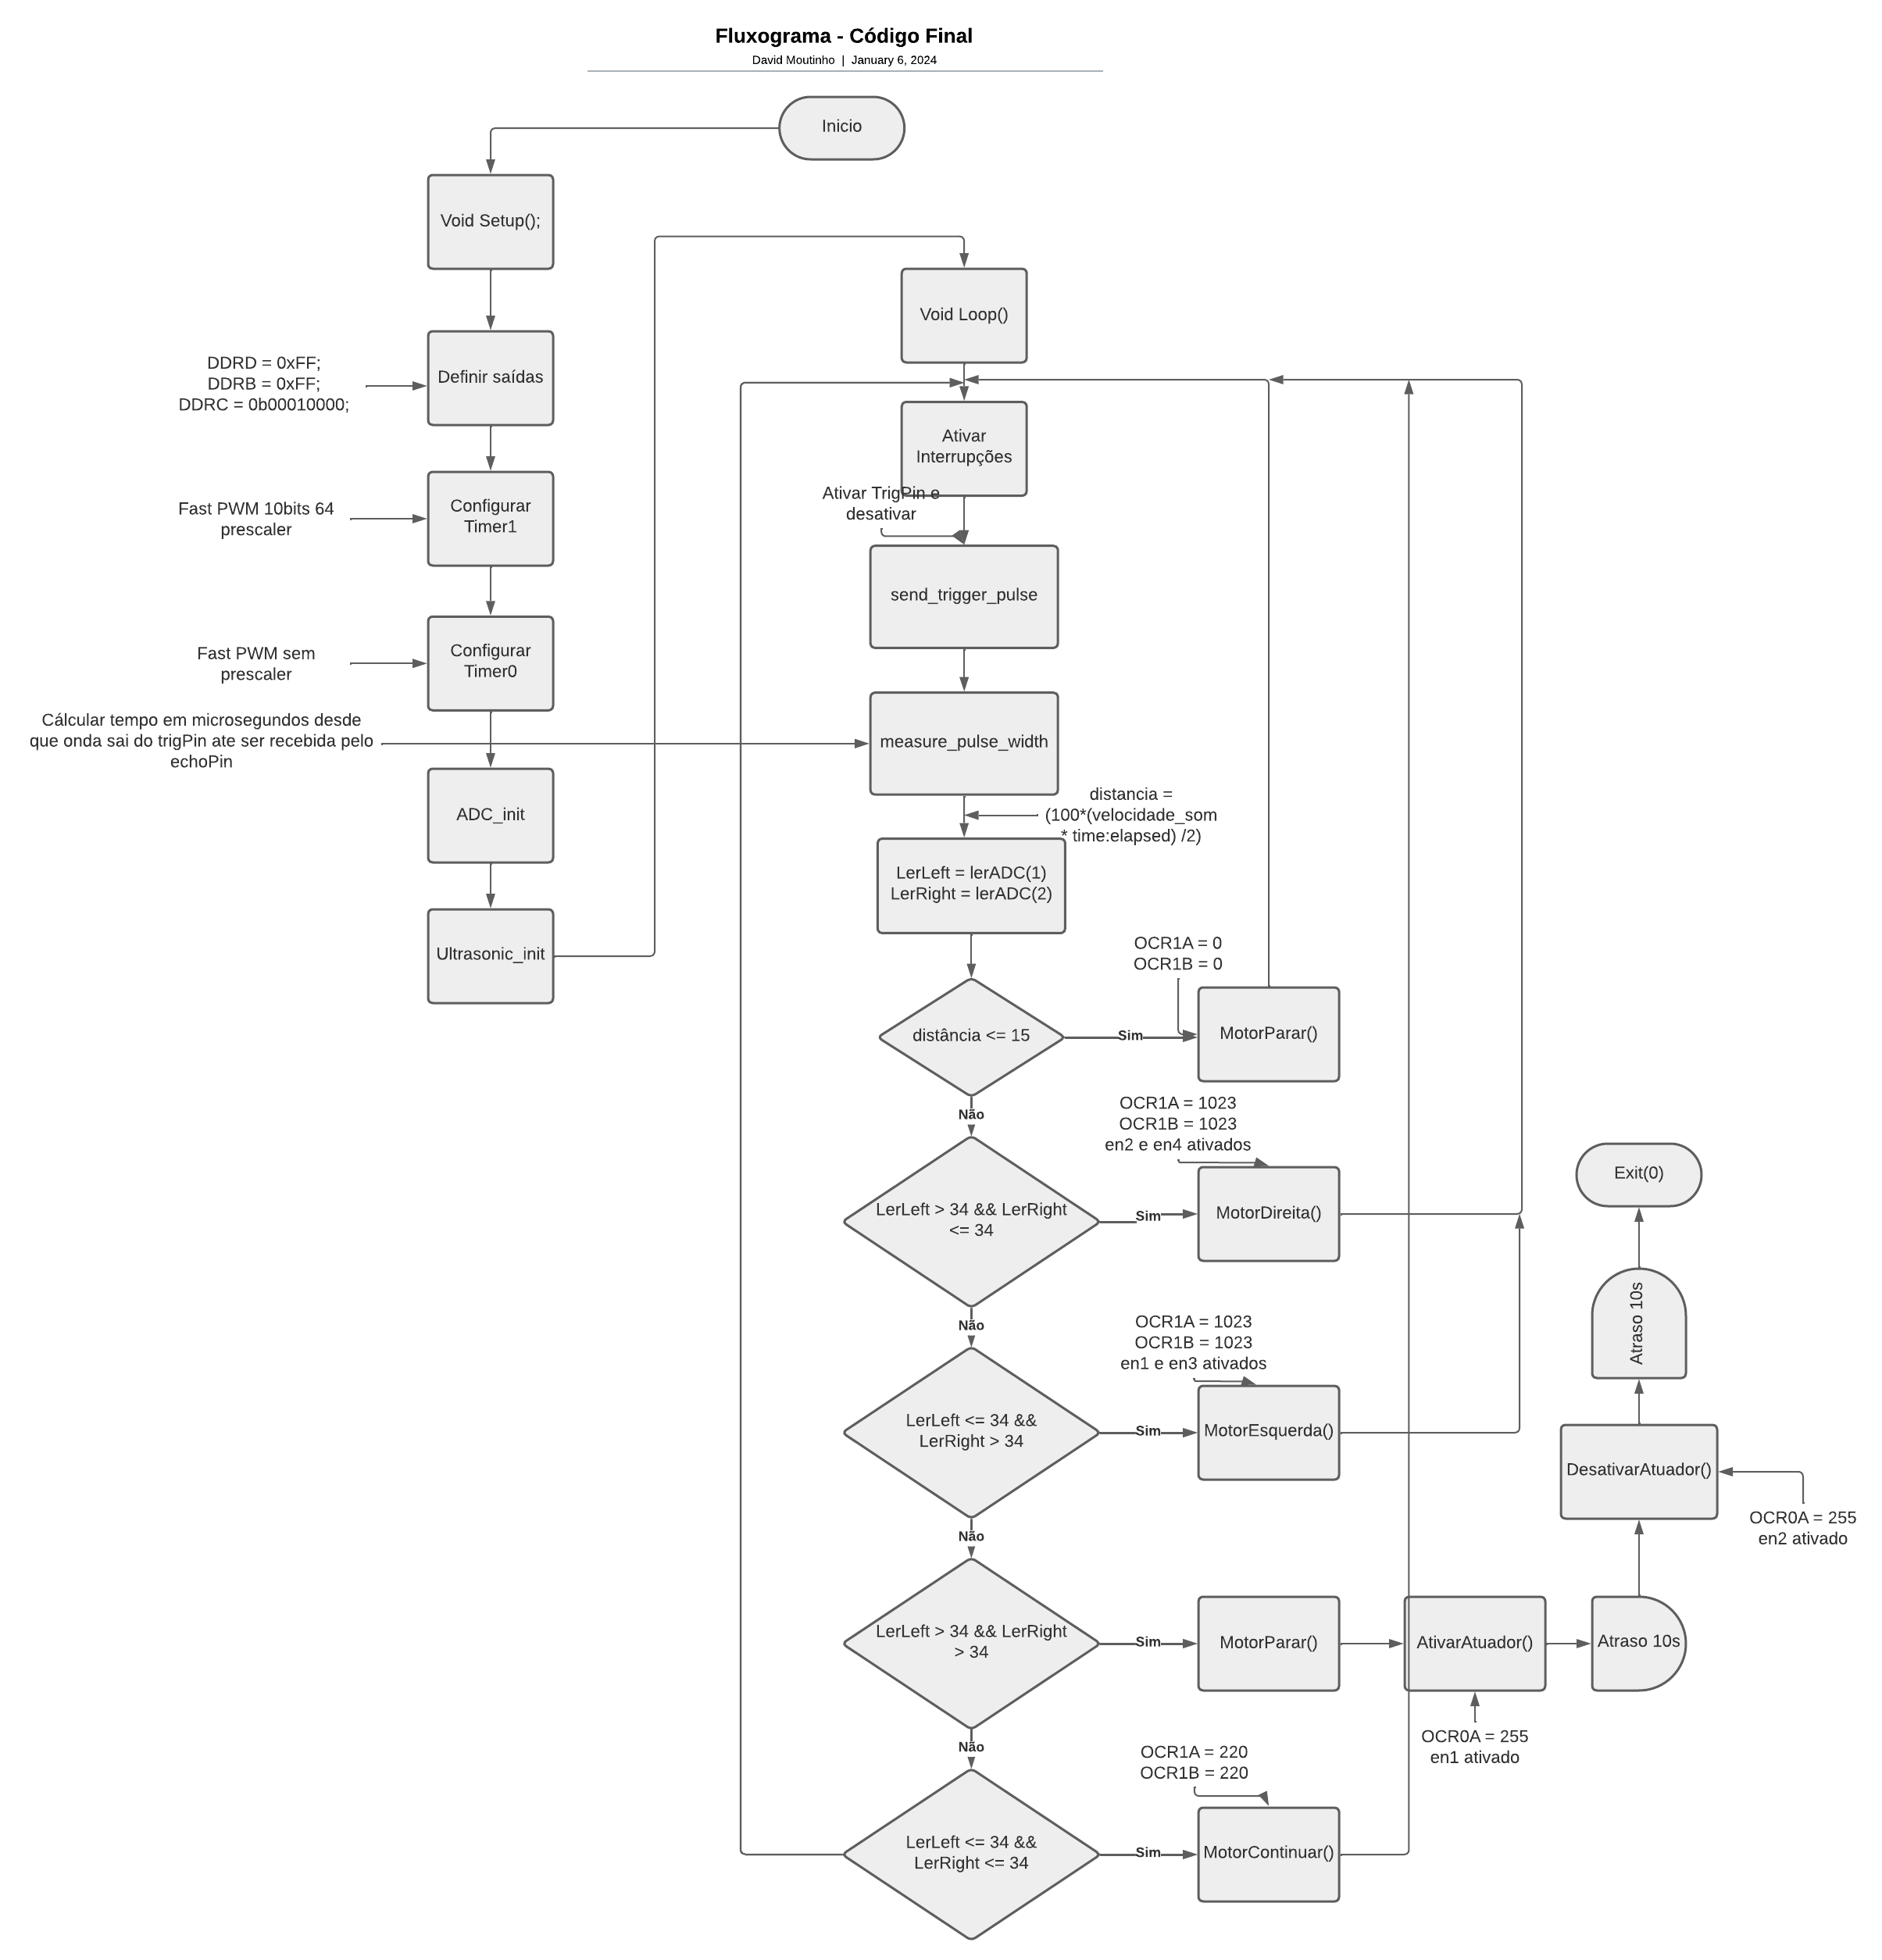 Fluxograma - Código Final
David Moutinho | January 6, 2024
Inicio
Void Setup();
DDRD = 0xFF;
DDRB = 0xFF;
DDRC = 0b00010000;
Definir saídas
Fast PWM 10bits 64
prescaler
Configurar
Timer1
Fast PWM sem
prescaler
Configurar
Timer0
ADC_init
Ultrasonic_init
Void Loop()
Ativar
Interrupções
Ativar TrigPin e
desativar
send_trigger_pulse
Cálcular tempo em microsegundos desde
que onda sai do trigPin ate ser recebida pelo
echoPin
measure_pulse_width
distancia =
(100*(velocidade_som
* time:elapsed) /2)
LerLeft = lerADC(1)
LerRight = lerADC(2)
distância <= 15
Sim
OCR1A = 0
OCR1B = 0
MotorParar()
Não
LerLeft > 34 && LerRight
<= 34
Sim
OCR1A = 1023
OCR1B = 1023
en2 e en4 ativados
MotorDireita()
Não
LerLeft <= 34 &&
LerRight > 34
Sim
OCR1A = 1023
OCR1B = 1023
en1 e en3 ativados
MotorEsquerda()
Não
LerLeft > 34 && LerRight
> 34
Sim
MotorParar()
AtivarAtuador()
OCR0A = 255
en1 ativado
Atraso 10s
DesativarAtuador()
OCR0A = 255
en2 ativado
Atraso 10s
Exit(0)
Não
LerLeft <= 34 &&
LerRight <= 34
Sim
OCR1A = 220
OCR1B = 220
MotorContinuar()